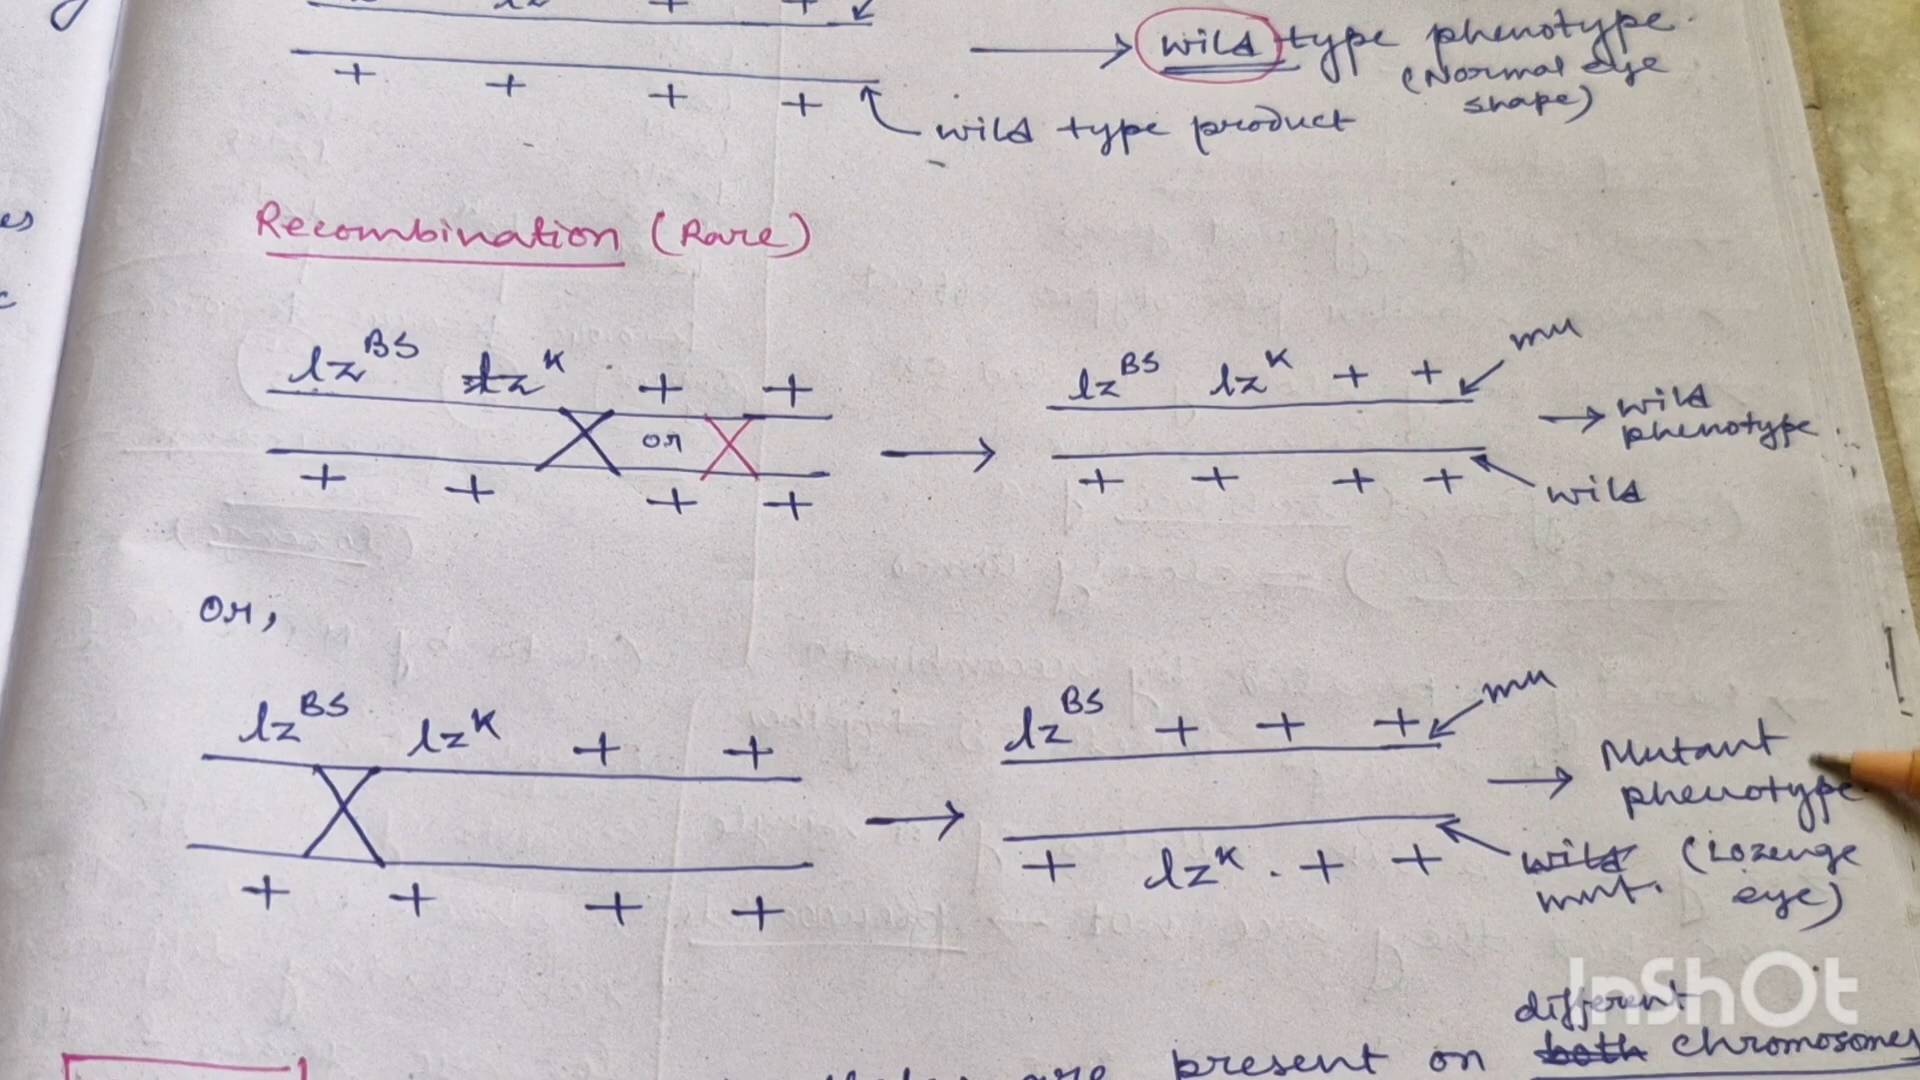 + +
wild type phenotype.
(Normal eye
shape)
+ + + +
wild type product
es
Recombination (Rare)
lz^BS lz^K + +
or
+ + + +
lz^BS lz^K + +
mu
+ + + +
wild
wild
phenotype
or,
lz^BS lz^K + +
+ + + +
lz^BS + + +
mu
+ lz^K . + +
wild
mut.
Mutant
phenotype
(Lozenge
eye)
InShOt
different
are present on both chromosomes